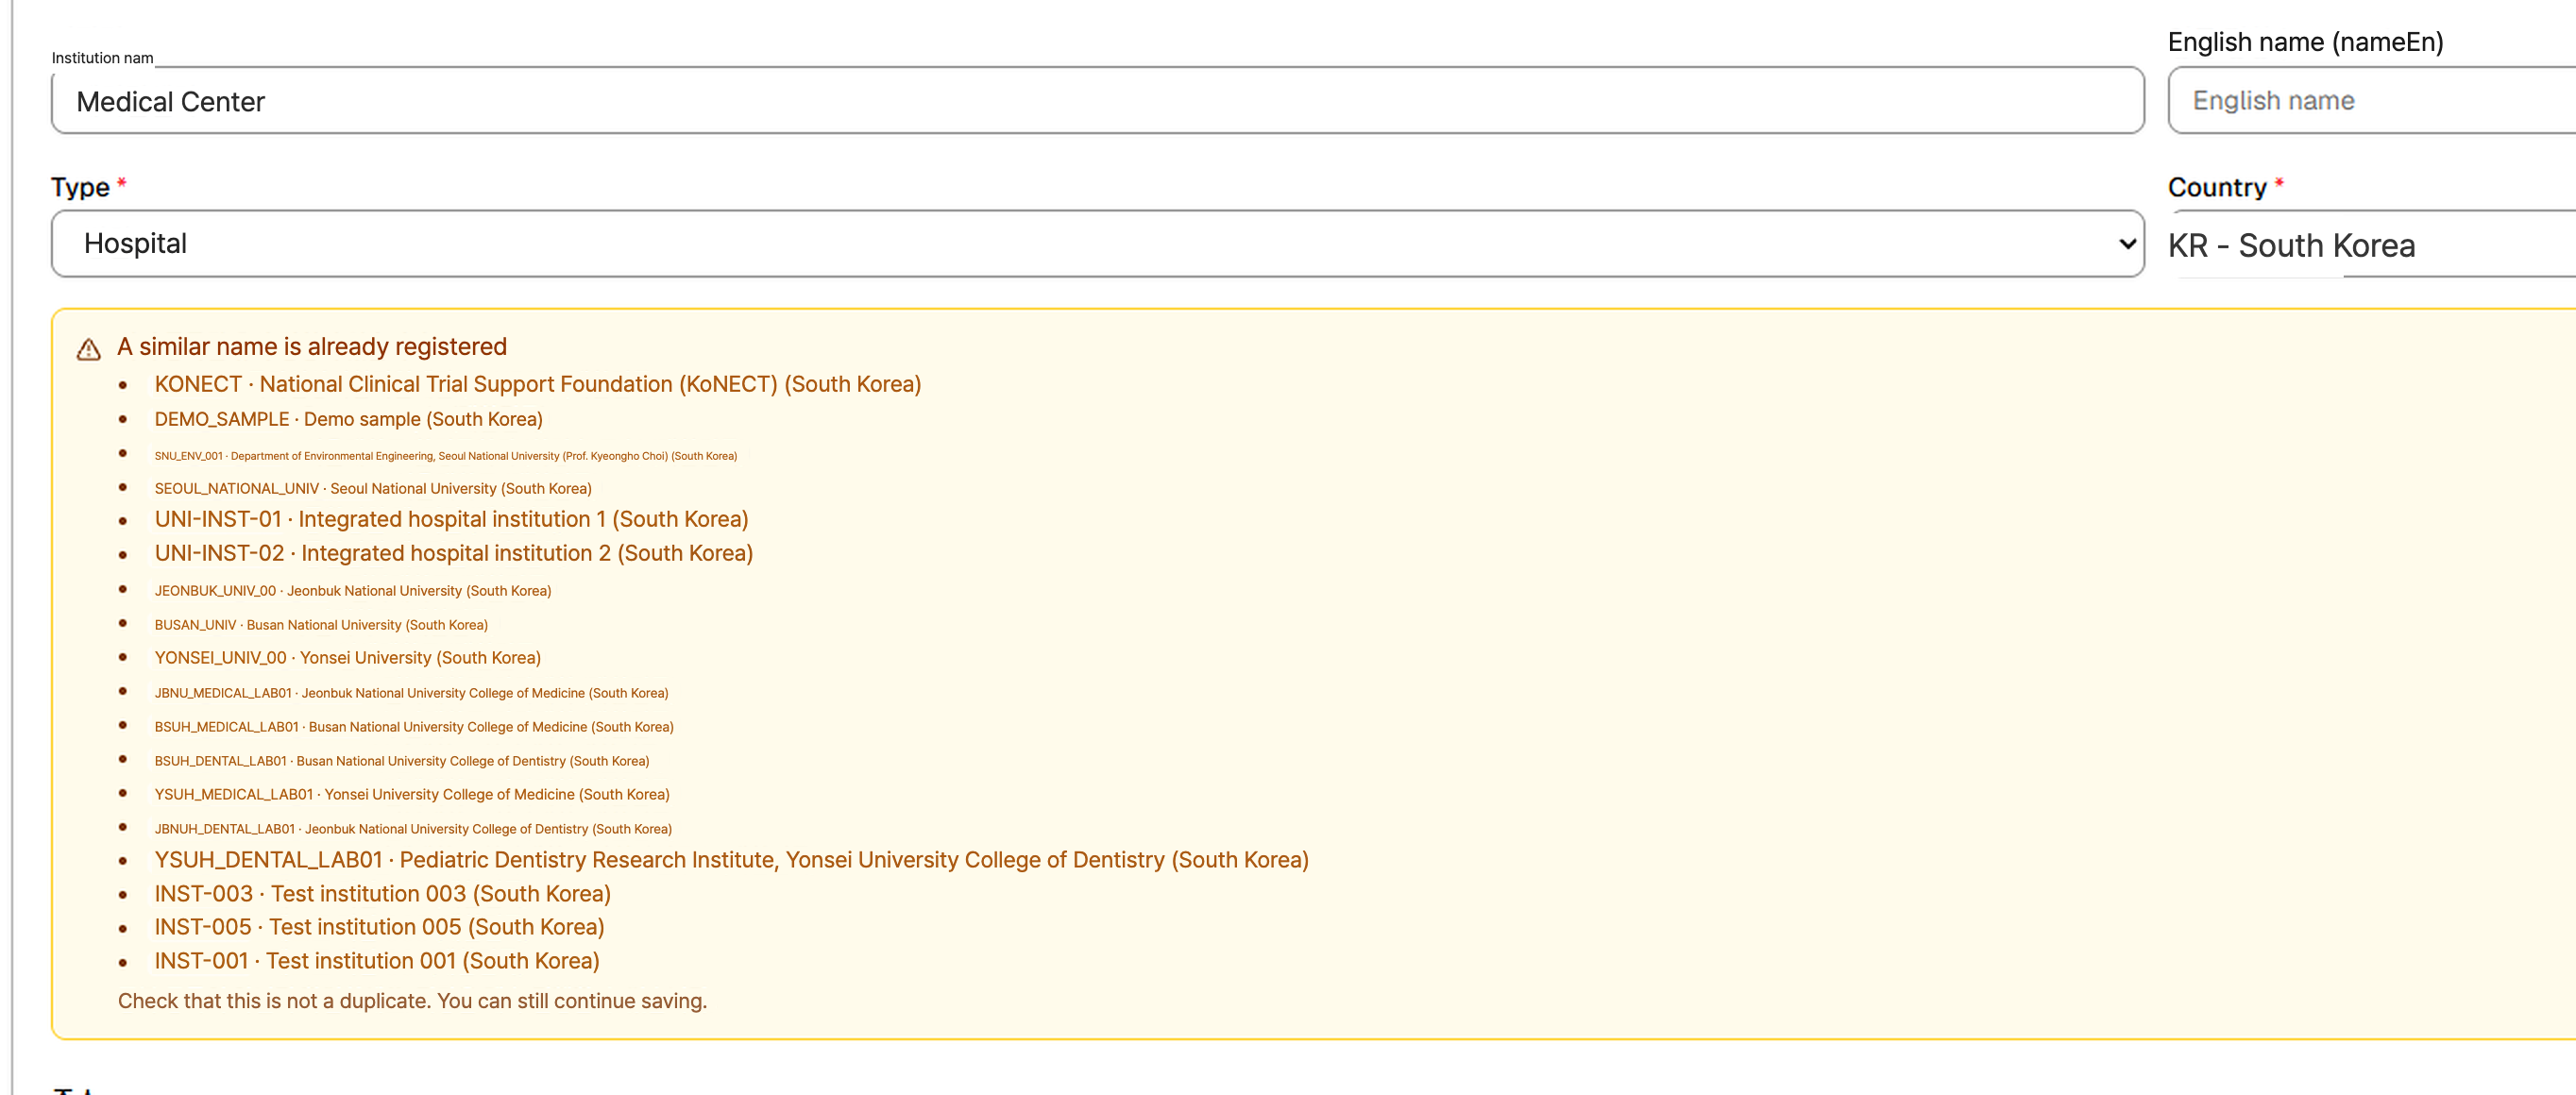 English name (nameEn)
Institution nam
Medical Center
English name
Type *
Country *
Hospital
KR - South Korea
A similar name is already registered
• KONECT · National Clinical Trial Support Foundation (KoNECT) (South Korea)
• DEMO_SAMPLE · Demo sample (South Korea)
• SNU_ENV_001 · Department of Environmental Engineering, Seoul National University (Prof. Kyeongho Choi) (South Korea)
• SEOUL_NATIONAL_UNIV · Seoul National University (South Korea)
• UNI-INST-01 · Integrated hospital institution 1 (South Korea)
• UNI-INST-02 · Integrated hospital institution 2 (South Korea)
• JEONBUK_UNIV_00 · Jeonbuk National University (South Korea)
• BUSAN_UNIV · Busan National University (South Korea)
• YONSEI_UNIV_00 · Yonsei University (South Korea)
• JBNU_MEDICAL_LAB01 · Jeonbuk National University College of Medicine (South Korea)
• BSUH_MEDICAL_LAB01 · Busan National University College of Medicine (South Korea)
• BSUH_DENTAL_LAB01 · Busan National University College of Dentistry (South Korea)
• YSUH_MEDICAL_LAB01 · Yonsei University College of Medicine (South Korea)
• JBNUH_DENTAL_LAB01 · Jeonbuk National University College of Dentistry (South Korea)
• YSUH_DENTAL_LAB01 · Pediatric Dentistry Research Institute, Yonsei University College of Dentistry (South Korea)
• INST-003 · Test institution 003 (South Korea)
• INST-005 · Test institution 005 (South Korea)
• INST-001 · Test institution 001 (South Korea)
Check that this is not a duplicate. You can still continue saving.